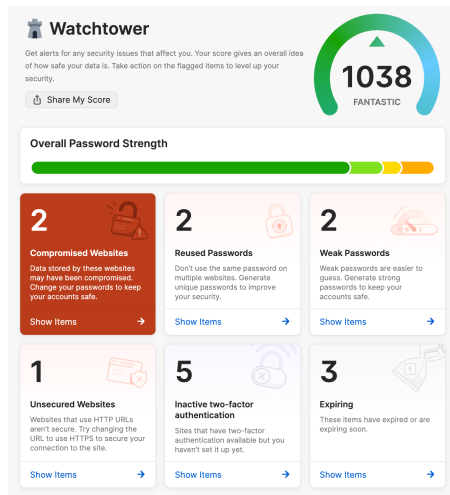 Watchtower
Get alerts for any security issues that affect you. Your score gives an overall idea
of how safe your data is. Take action on the flagged items to level up your
security.
Share My Score
1038
FANTASTIC
Overall Password Strength
2
Compromised Websites
Data stored by these websites
may have been compromised.
Change your passwords to keep
your accounts safe.
Show Items
2
Reused Passwords
Don't use the same password on
multiple websites. Generate
unique passwords to improve
your security.
Show Items
2
Weak Passwords
Weak passwords are easier to
guess. Generate strong
passwords to keep your
accounts safe.
Show Items
1
Unsecured Websites
Websites that use HTTP URLs
aren't secure. Try changing the
URL to use HTTPS to secure your
connection to the site.
Show Items
5
Inactive two-factor
authentication
Sites that have two-factor
authentication available but you
haven't set it up yet.
Show Items
3
Expiring
These items have expired or are
expiring soon.
Show Items